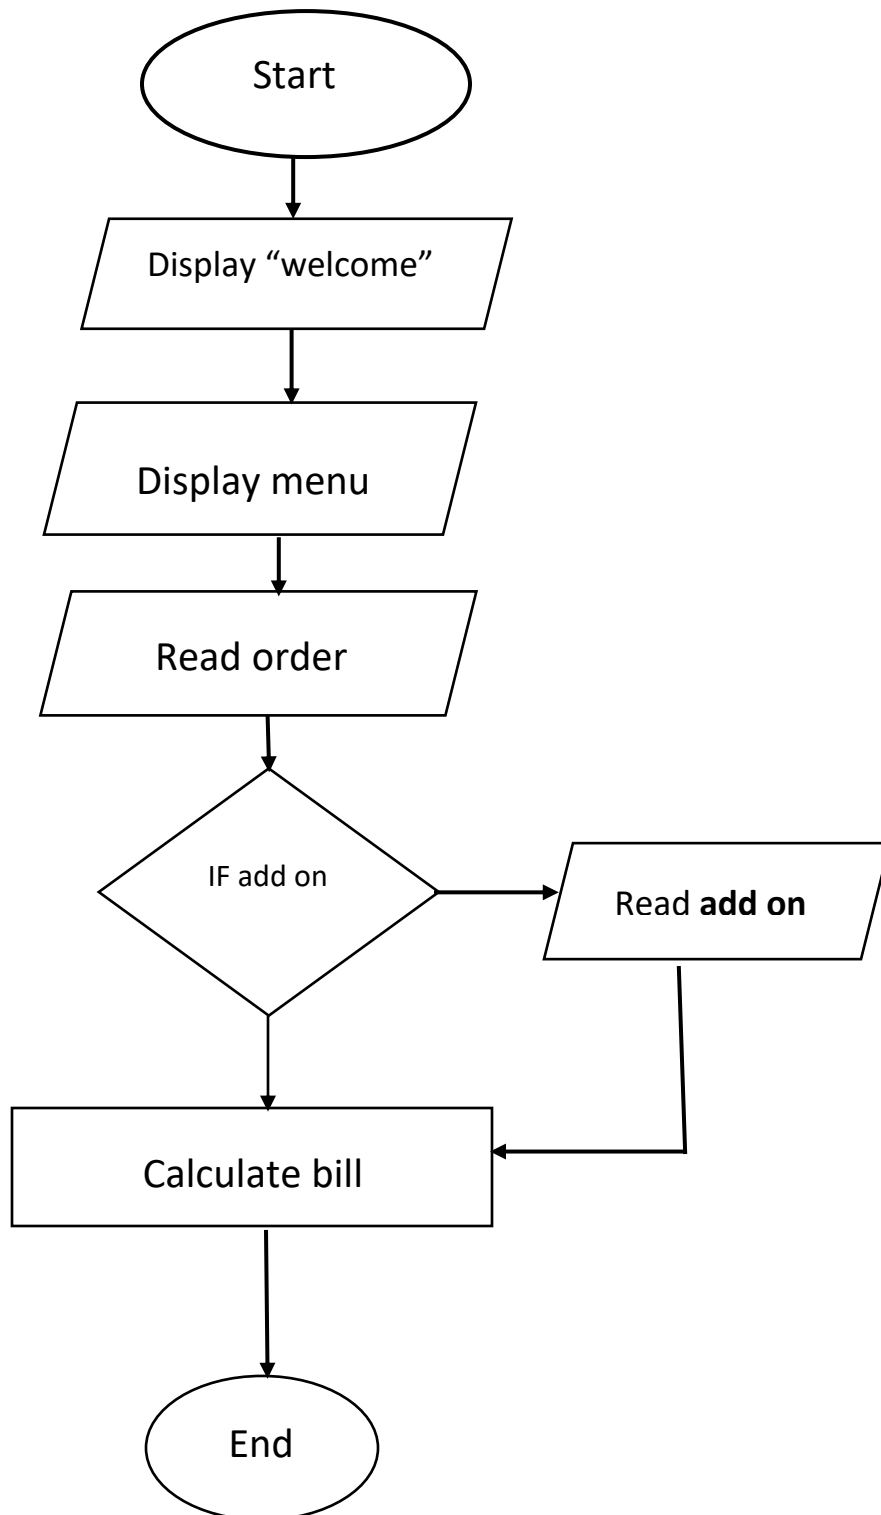 Start
Display “welcome”
Display menu
Read order
IF add on
Read add on
Calculate bill
End